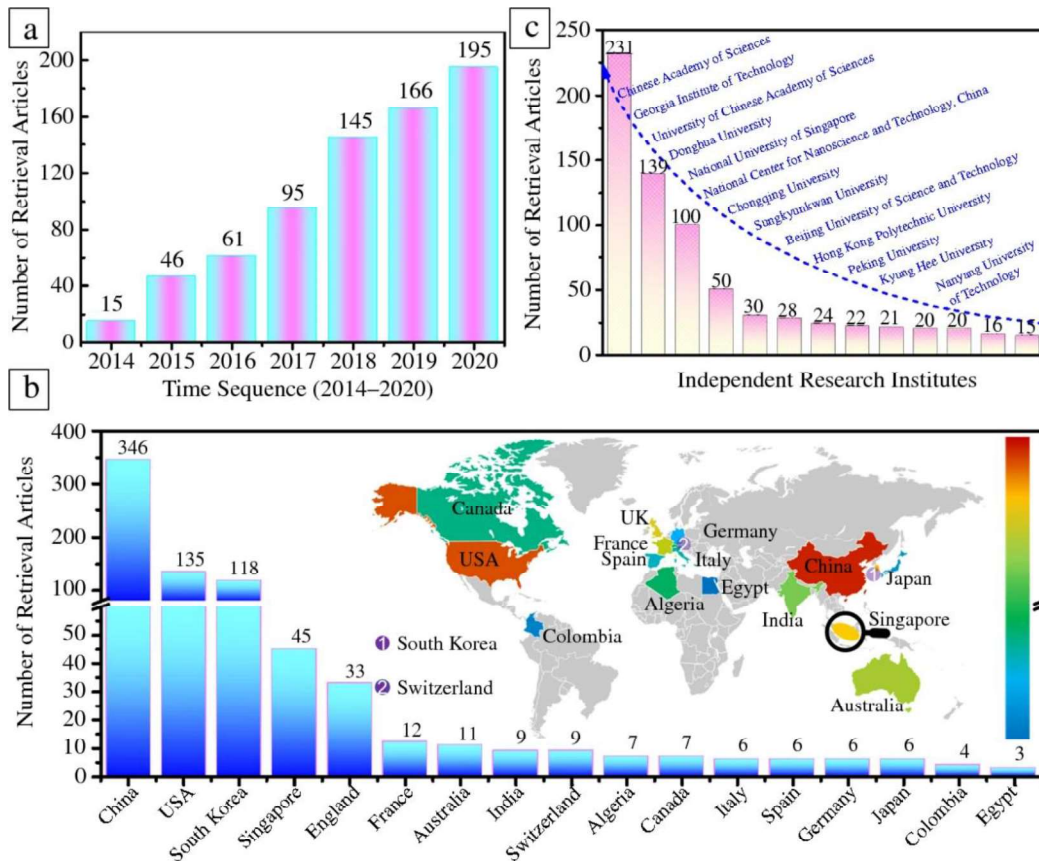 a
Number of Retrieval Articles
200
160
120
80
40
0
15
46
61
95
145
166
195
2014
2015
2016
2017
2018
2019
2020
Time Sequence (2014–2020)
c
Number of Retrieval Articles
250
200
150
100
50
0
231
139
100
50
30
28
24
22
21
20
20
16
15
Chinese Academy of Sciences
Georgia Institute of Technology
University of Chinese Academy of Sciences
Donghua University
National University of Singapore
National Center for Nanoscience and Technology, China
Chongqing University
Sungkyunkwan University
Beijing University of Science and Technology
Hong Kong Polytechnic University
Peking University
Kyung Hee University
Nanyang University
of Technology
Independent Research Institutes
b
Number of Retrieval Articles
Number of Retrieval Articles
400
300
200
100
50
40
30
20
10
0
346
135
118
45
33
12
11
9
9
7
7
6
6
6
6
4
3
China
USA
South Korea
Singapore
England
France
Australia
India
Switzerland
Algeria
Canada
Italy
Spain
Germany
Japan
Colombia
Egypt
Canada
USA
UK
Germany
France
Spain
Italy
China
Japan
Algeria
Egypt
India
Singapore
Colombia
Australia
1 South Korea
2 Switzerland
2
1